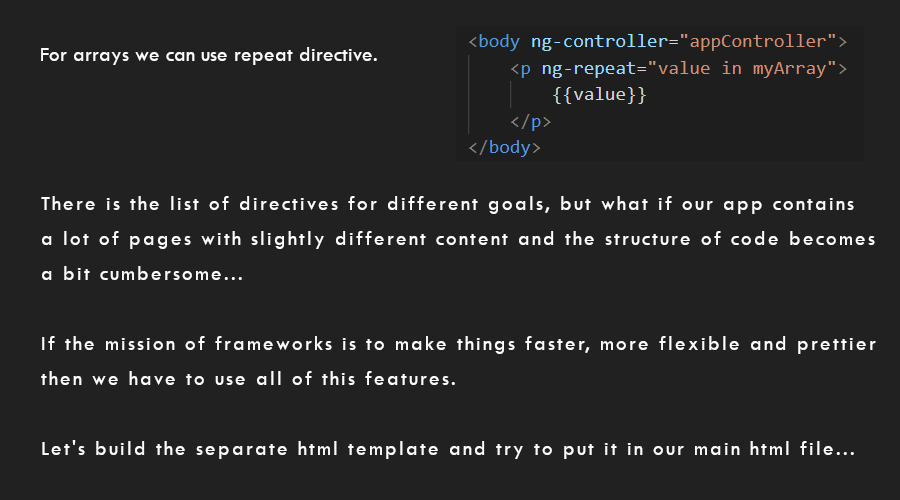 For arrays we can use repeat directive.
<body ng-controller="appController">
<p ng-repeat="value in myArray">
{{value}}
</p>
</body>
There is the list of directives for different goals, but what if our app contains
a lot of pages with slightly different content and the structure of code becomes
a bit cumbersome...
If the mission of frameworks is to make things faster, more flexible and prettier
then we have to use all of this features.
Let's build the separate html template and try to put it in our main html file...